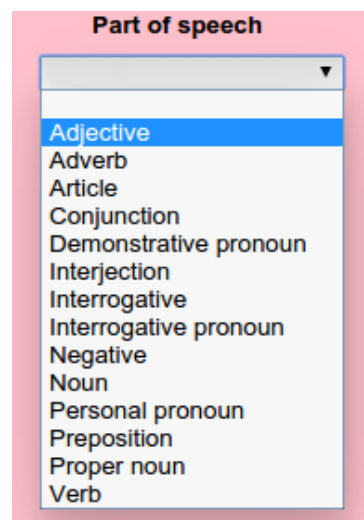 Part of speech
Adjective
Adverb
Article
Conjunction
Demonstrative pronoun
Interjection
Interrogative
Interrogative pronoun
Negative
Noun
Personal pronoun
Preposition
Proper noun
Verb